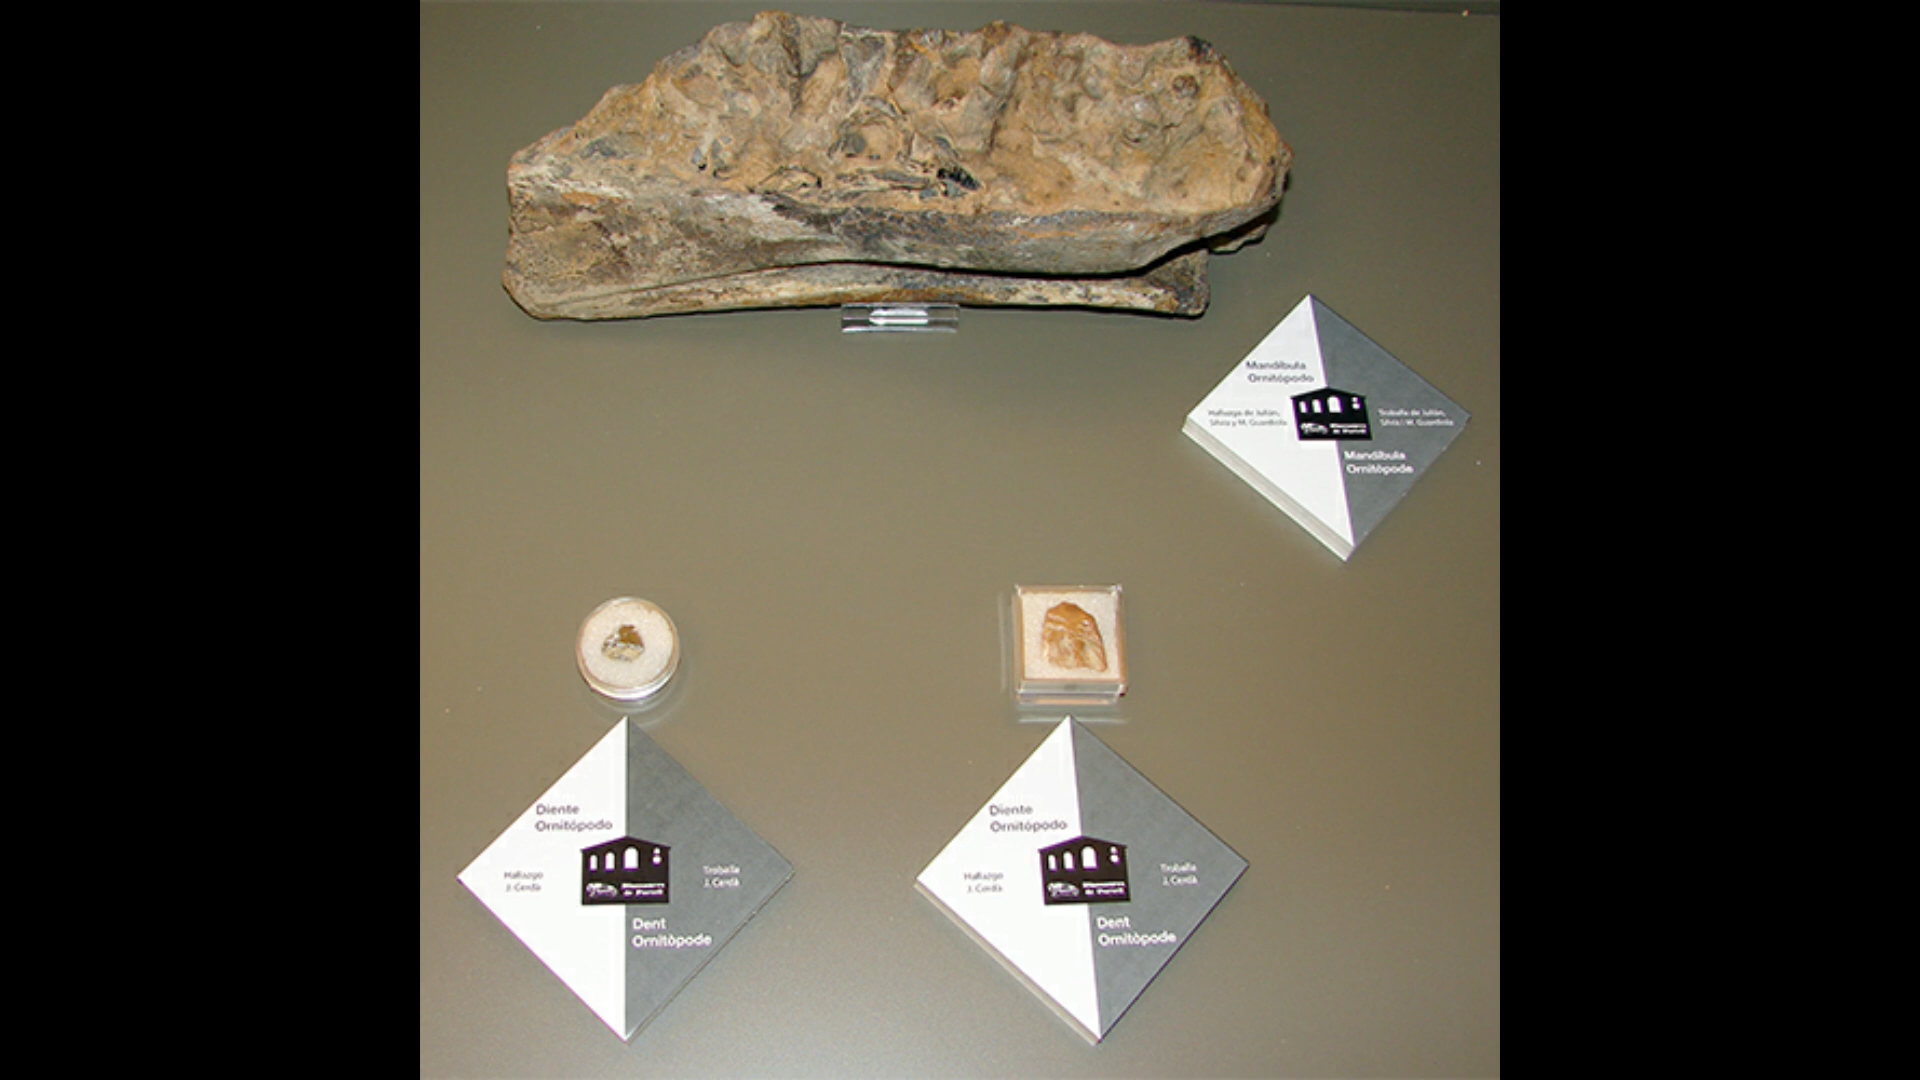 Mandíbula
Ornitópodo
Hallazgo de Julián,
Silvia y M. Guardiola
Troballa de Julián,
Silvia i M. Guardiola
Mandíbula
Ornitòpode
Diente
Ornitópodo
Hallazgo
J. Cerdà
Troballa
J. Cerdà
Dent
Ornitòpode
Diente
Ornitópodo
Hallazgo
J. Cerdà
Troballa
J. Cerdà
Dent
Ornitòpode